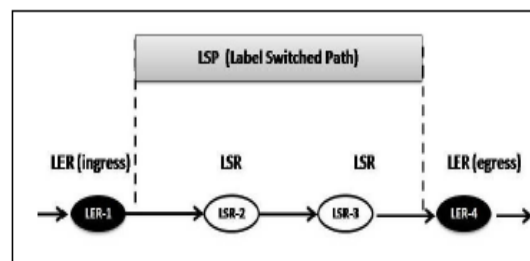 LSP (Label Switched Path)
LER (ingress) LSR LSR LER (egress)
LER-1 LSR-2 LSR-3 LER-4